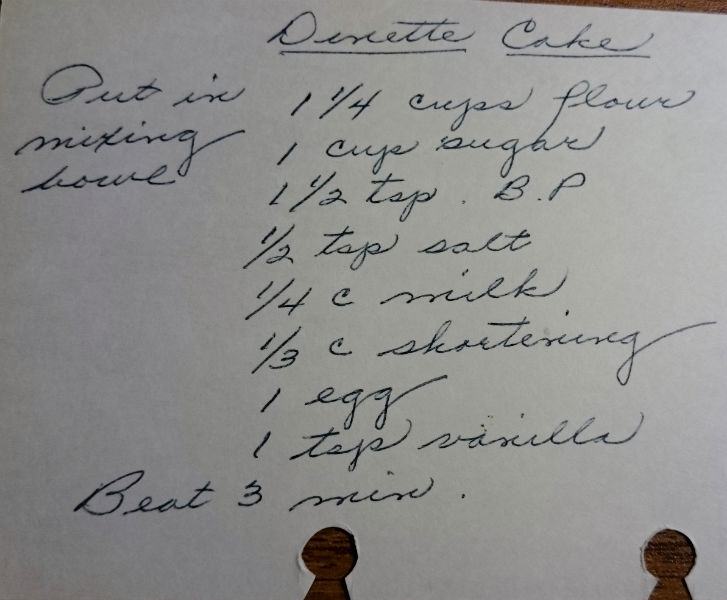 Dinette Cake
Put in mixing bowl
1 1/4 cups flour
1 cup sugar
1 1/2 tsp. B.P
1/2 tsp salt
1/4 c milk
1/3 c shortening
1 egg
1 tsp vanilla
Beat 3 min.